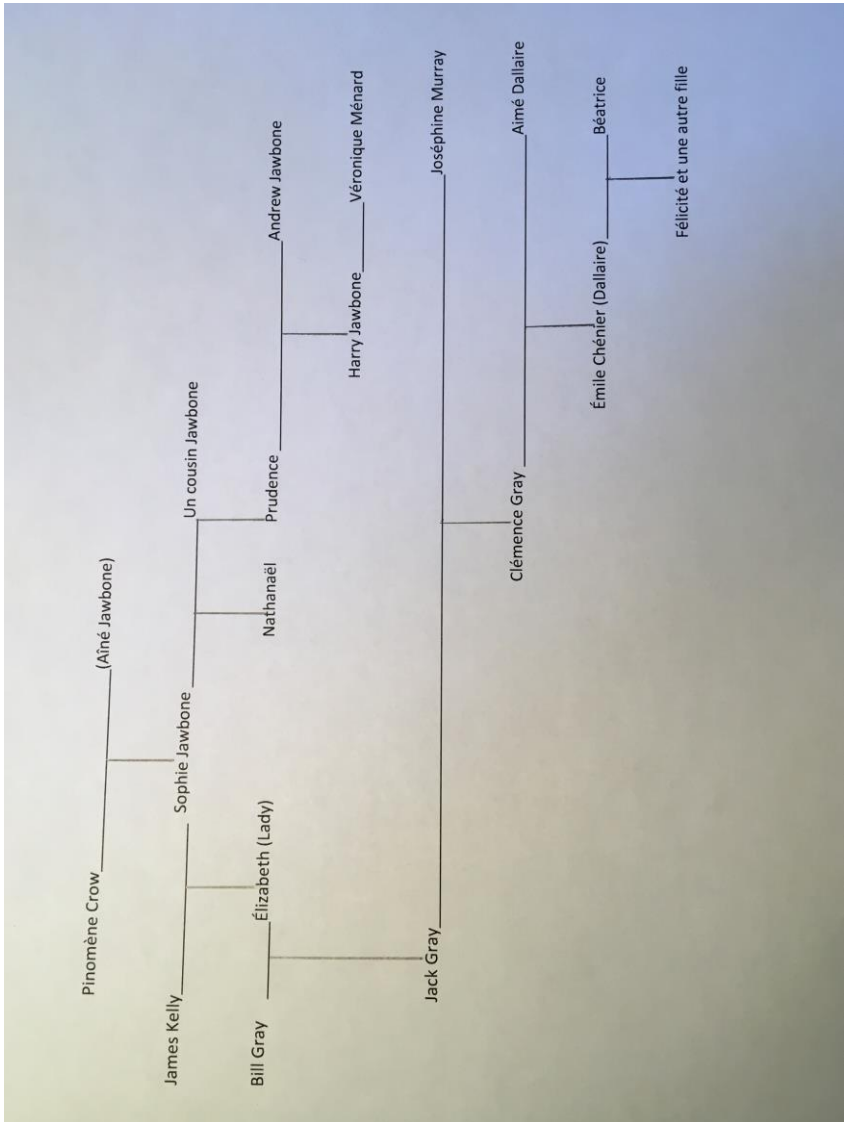 Pinomène Crow
(Aîné Jawbone)
James Kelly
Sophie Jawbone
Un cousin Jawbone
Bill Gray
Élizabeth (Lady)
Nathanaël
Prudence
Andrew Jawbone
Harry Jawbone
Véronique Ménard
Jack Gray
Joséphine Murray
Clémence Gray
Aimé Dallaire
Émile Chénier (Dallaire)
Béatrice
Félicité et une autre fille